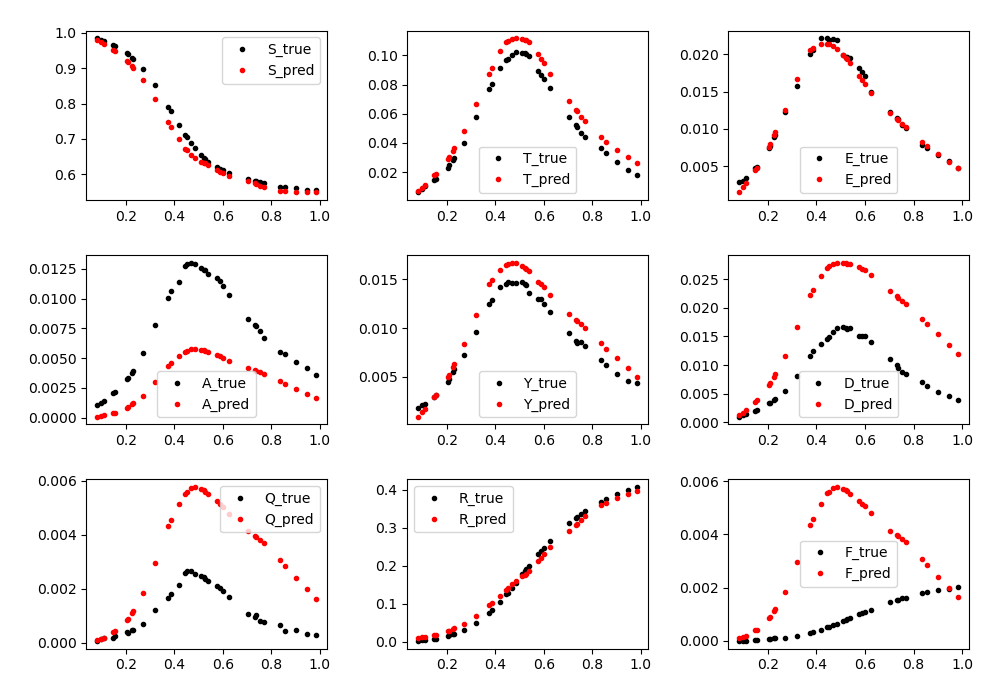 1.0
0.9
0.8
0.7
0.6
S_true
S_pred
0.2 0.4 0.6 0.8 1.0
0.10
0.08
0.06
0.04
0.02
T_true
T_pred
0.2 0.4 0.6 0.8 1.0
0.020
0.015
0.010
0.005
E_true
E_pred
0.2 0.4 0.6 0.8 1.0
0.0125
0.0100
0.0075
0.0050
0.0025
0.0000
A_true
A_pred
0.2 0.4 0.6 0.8 1.0
0.015
0.010
0.005
Y_true
Y_pred
0.2 0.4 0.6 0.8 1.0
0.025
0.020
0.015
0.010
0.005
0.000
D_true
D_pred
0.2 0.4 0.6 0.8 1.0
0.006
0.004
0.002
0.000
Q_true
Q_pred
0.2 0.4 0.6 0.8 1.0
0.4
0.3
0.2
0.1
0.0
R_true
R_pred
0.2 0.4 0.6 0.8 1.0
0.006
0.004
0.002
0.000
F_true
F_pred
0.2 0.4 0.6 0.8 1.0